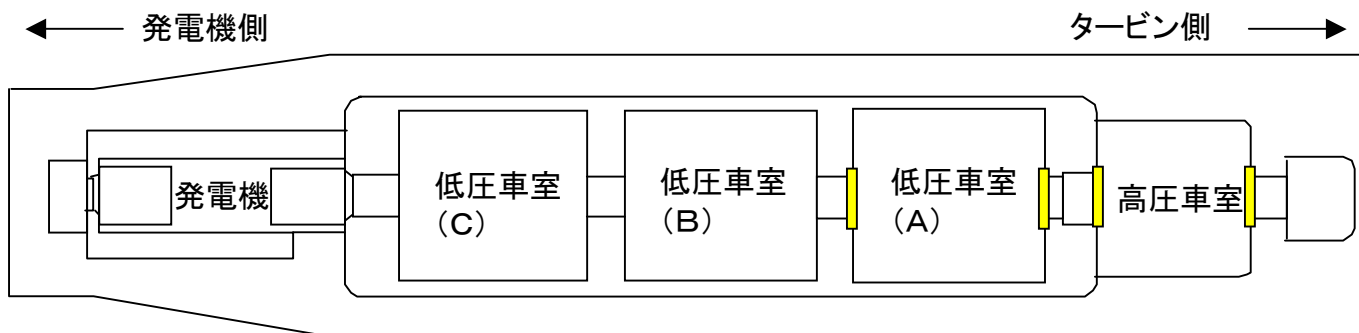 発電機側
タービン側
発電機
低圧車室
（C）
低圧車室
（B）
低圧車室
（A）
高圧車室